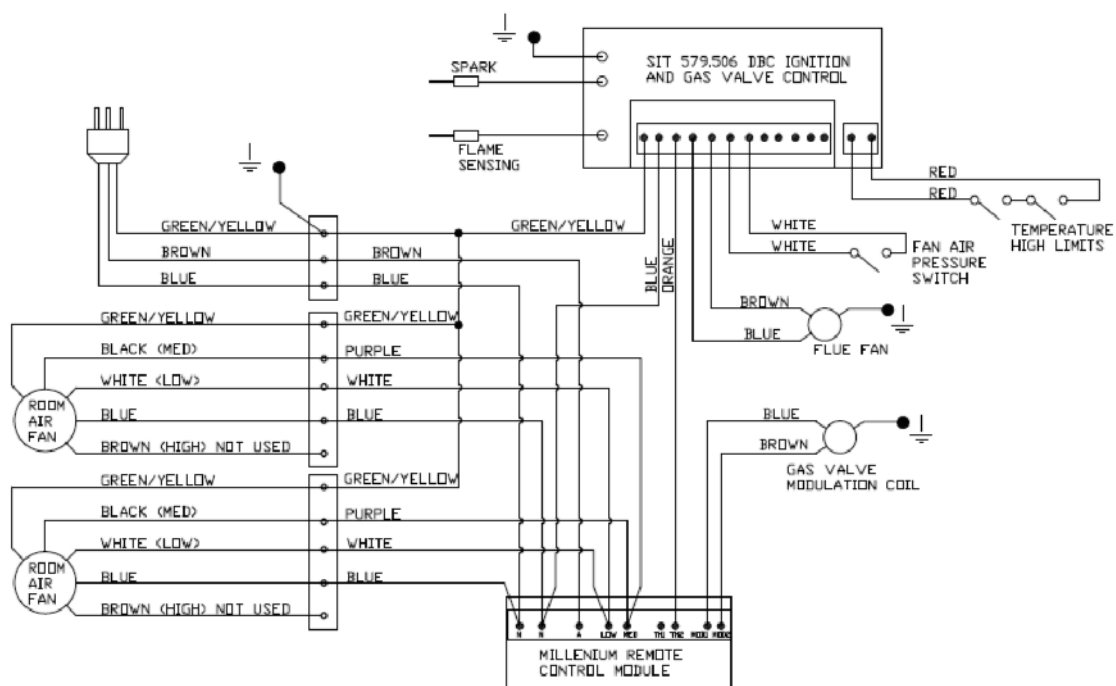 SIT 579.506 DBC IGNITION
AND GAS VALVE CONTROL
SPARK
FLAME
SENSING
RED
RED
TEMPERATURE
HIGH LIMITS
WHITE
WHITE
FAN AIR
PRESSURE
SWITCH
GREEN/YELLOW
GREEN/YELLOW
BROWN
BROWN
BLUE
BLUE
BLUE
ORANGE
BROWN
BLUE
FLUE FAN
GREEN/YELLOW
GREEN/YELLOW
BLACK (MED)
PURPLE
WHITE (LOW)
WHITE
ROOM
AIR
FAN
BLUE
BLUE
BROWN (HIGH) NOT USED
BLUE
BROWN
GAS VALVE
MODULATION COIL
GREEN/YELLOW
GREEN/YELLOW
BLACK (MED)
PURPLE
WHITE (LOW)
WHITE
ROOM
AIR
FAN
BLUE
BLUE
BROWN (HIGH) NOT USED
N N A LOW MED TH1 TH2 MOD1 MOD2
MILLENIUM REMOTE
CONTROL MODULE